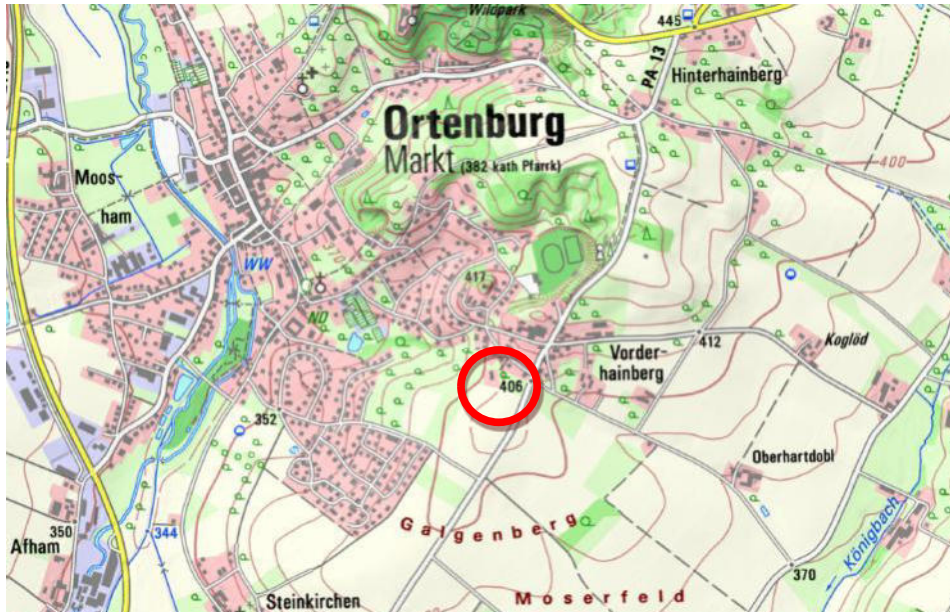 Wildpark
445
PA 13
Hinterhainberg
Ortenburg
Markt (382 kath Pfarrk)
400
Moos-
ham
WW
417
ND
412
Koglöd
Vorder-
hainberg
406
352
Oberhartdobl
Galgenberg
350
344
Afham
Königbach
370
Moserfeld
Steinkirchen